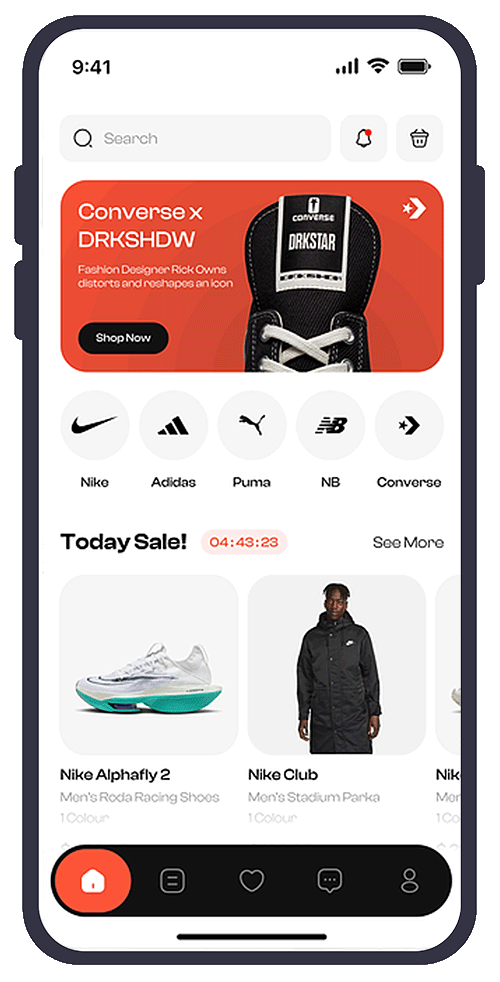 9:41
Search
Converse x
DRKSHDW
Fashion Designer Rick Owns
distorts and reshapes an icon
Shop Now
CONVERSE
DRKSTAR
DRKSHDW
NB
Nike
Adidas
Puma
NB
Converse
Today Sale!
04:43:23
See More
Nike Alphafly 2
Nike Club
Nik
Men's Roda Racing Shoes
Men's Stadium Parka
Men
1 Colour
1 Colour
1 C